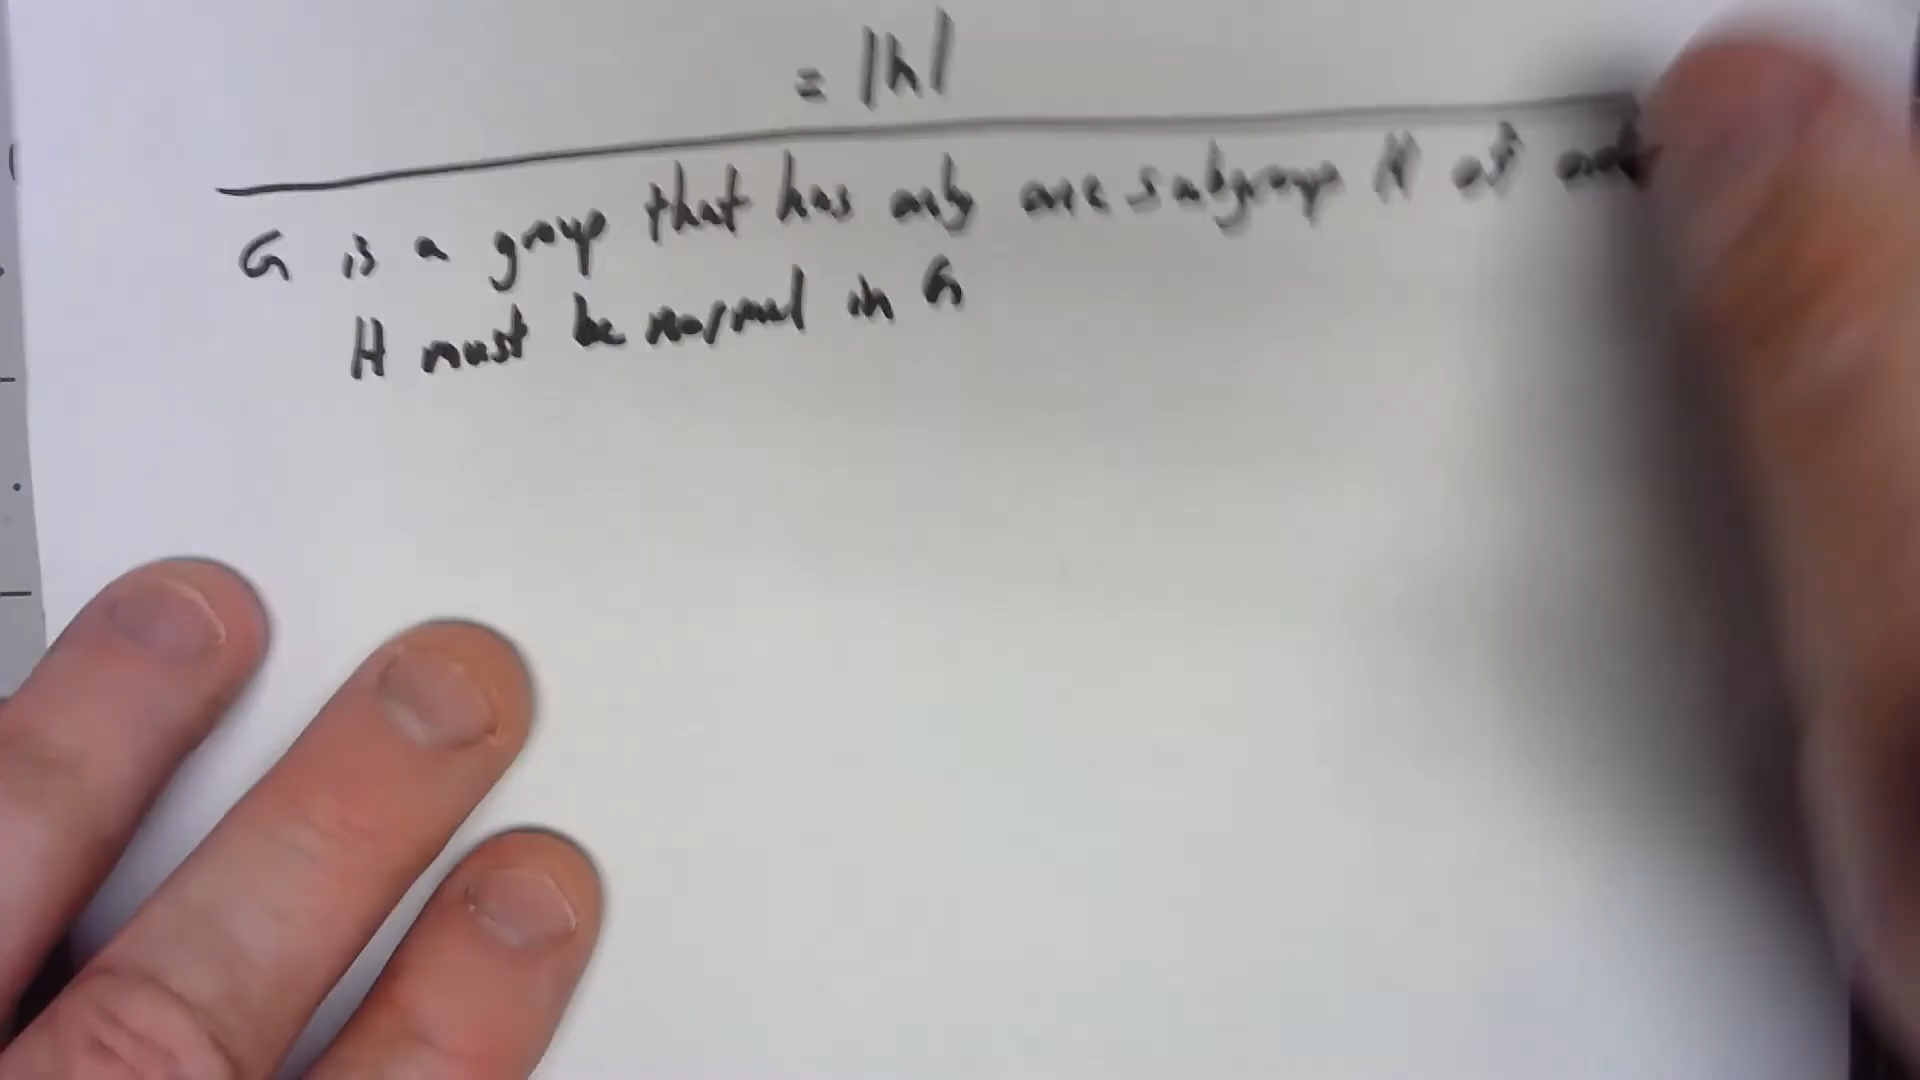 = |h|
G is a group that has only one subgroup H of order
H must be normal in G